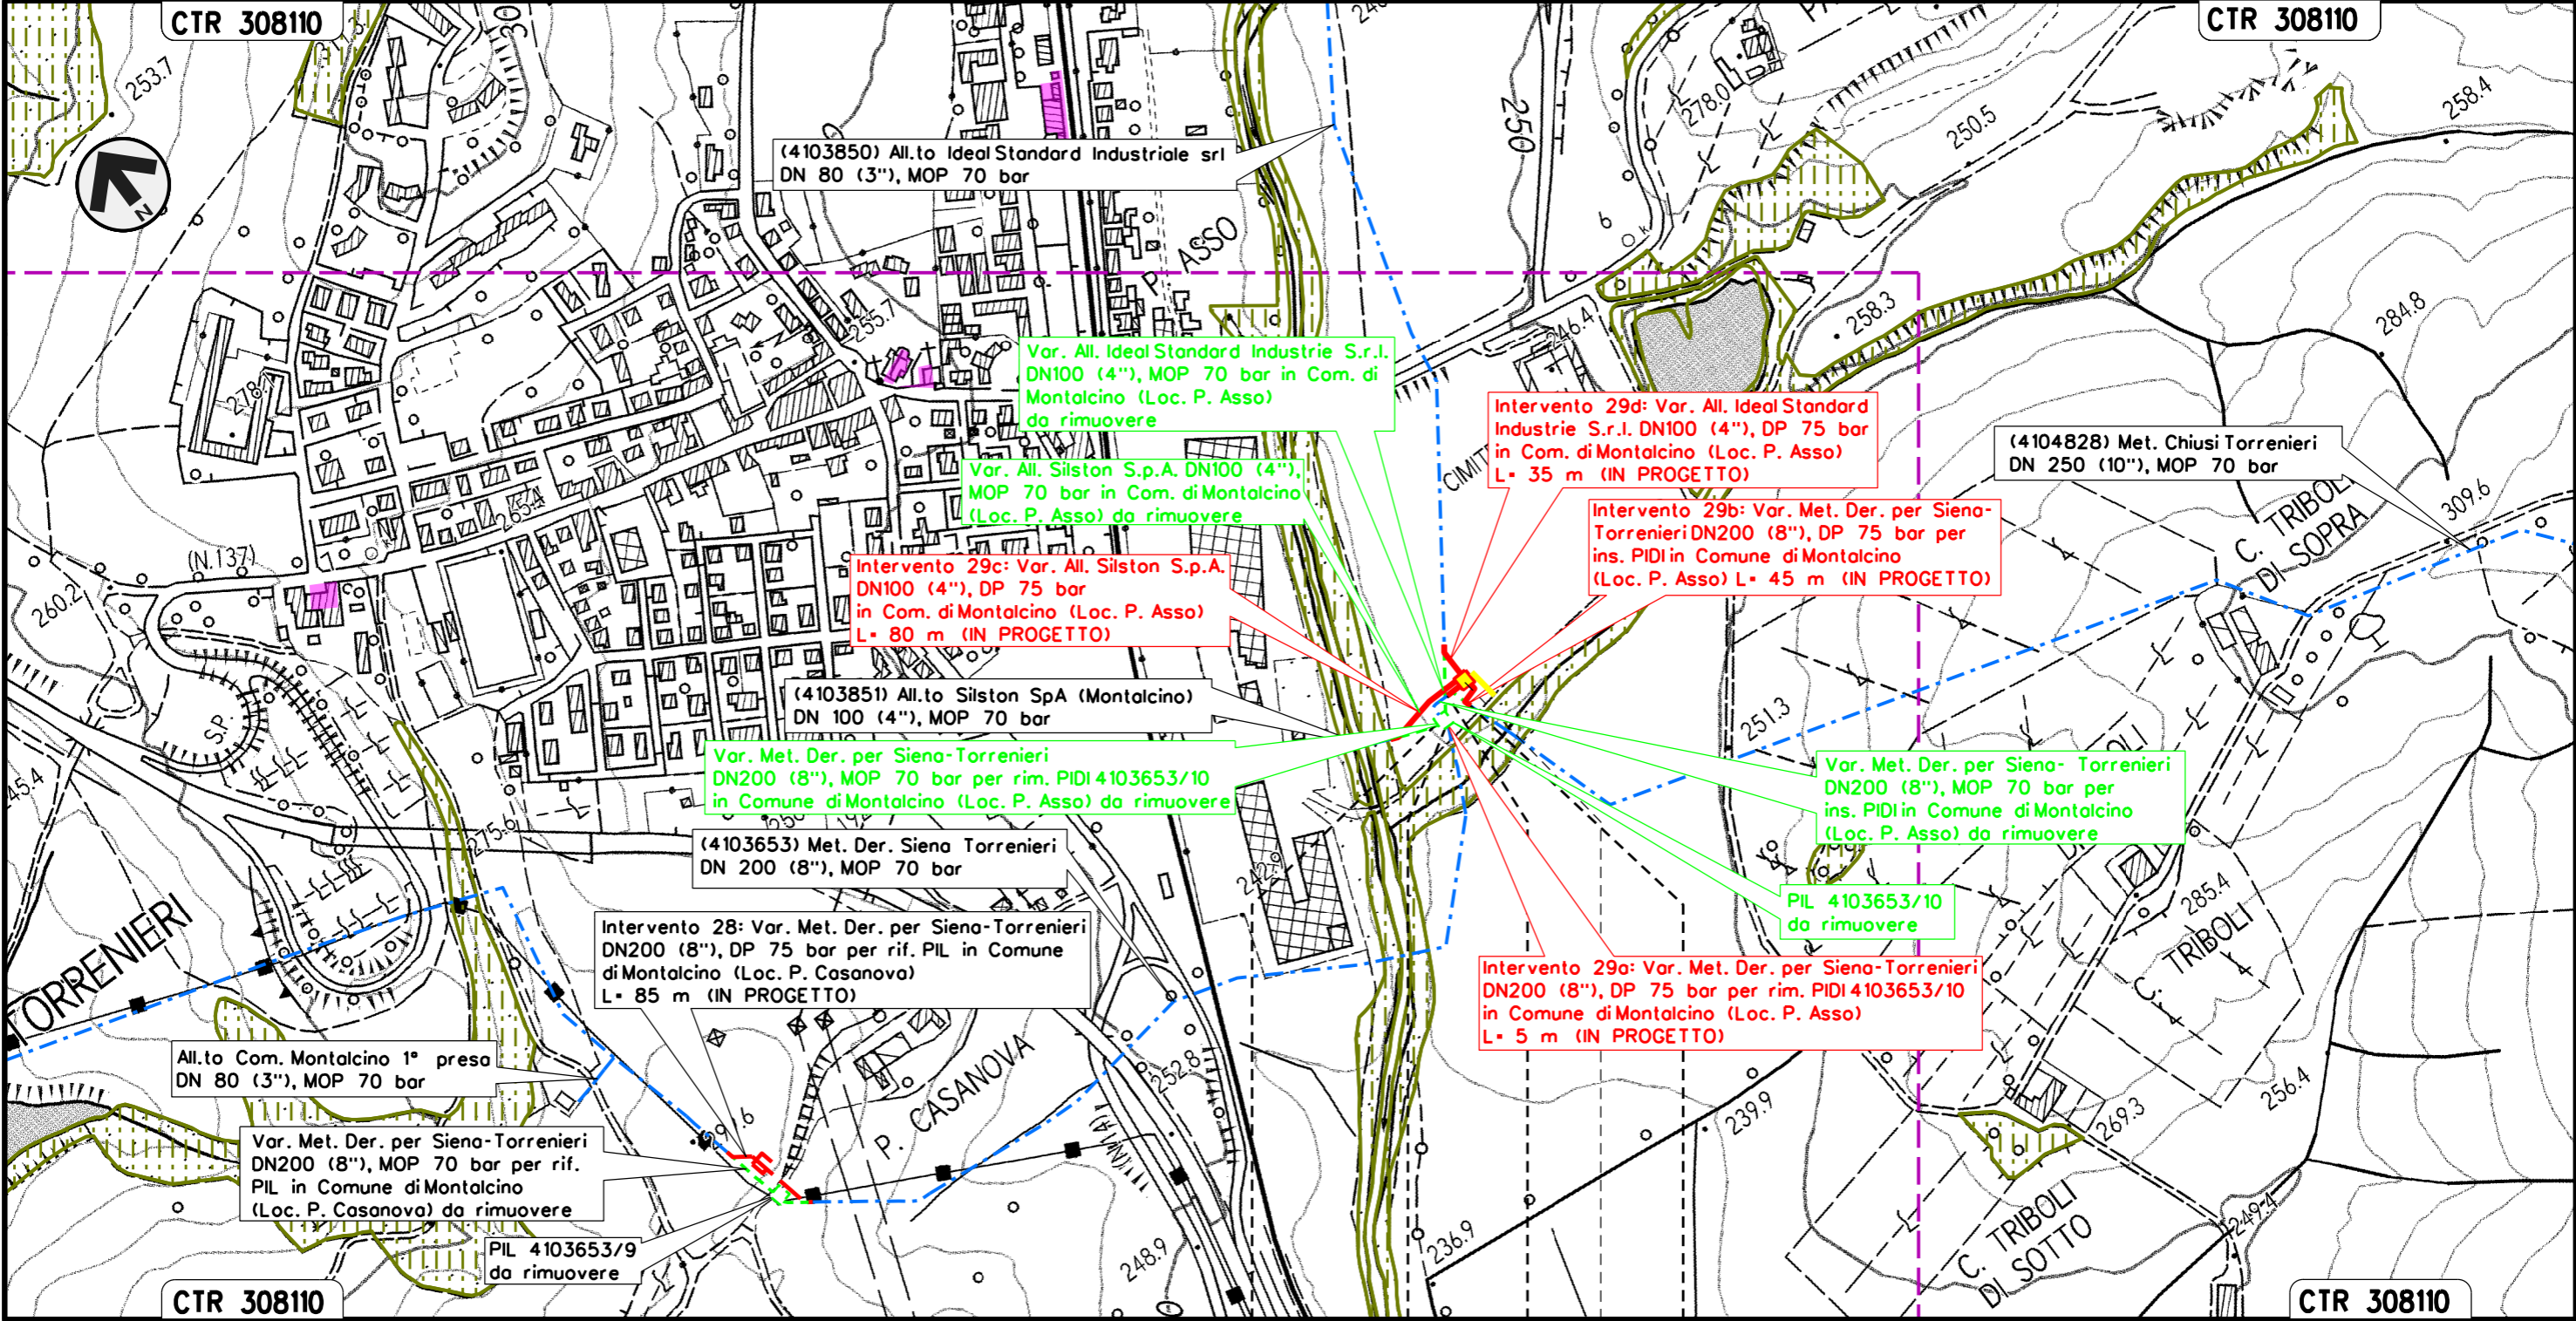 CTR 308110
CTR 308110
253.7
N
250
278.0
250.5
258.4
(4103850) All.to Ideal Standard Industriale srl
DN 80 (3"), MOP 70 bar
P. ASSO
6
255.7
246.4
258.3
284.8
278.7
Var. All. Ideal Standard Industrie S.r.l.
DN100 (4"), MOP 70 bar in Com. di
Montalcino (Loc. P. Asso)
da rimuovere
Intervento 29d: Var. All. Ideal Standard
Industrie S.r.l. DN100 (4"), DP 75 bar
in Com. di Montalcino (Loc. P. Asso)
L= 35 m (IN PROGETTO)
(4104828) Met. Chiusi Torrenieri
DN 250 (10"), MOP 70 bar
Var. All. Silston S.p.A. DN100 (4"),
MOP 70 bar in Com. di Montalcino
(Loc. P. Asso) da rimuovere
265.4
309.6
C. TRIBOLI
DI SOPRA
Intervento 29b: Var. Met. Der. per Siena-
Torrenieri DN200 (8"), DP 75 bar per
ins. PIDI in Comune di Montalcino
(Loc. P. Asso) L= 45 m (IN PROGETTO)
(N.137)
260.2
Intervento 29c: Var. All. Silston S.p.A.
DN100 (4"), DP 75 bar
in Com. di Montalcino (Loc. P. Asso)
L= 80 m (IN PROGETTO)
S.P.
(4103851) All.to Silston SpA (Montalcino)
DN 100 (4"), MOP 70 bar
251.3
Var. Met. Der. per Siena-Torrenieri
DN200 (8"), MOP 70 bar per rim. PIDI 4103653/10
in Comune di Montalcino (Loc. P. Asso) da rimuovere
Var. Met. Der. per Siena- Torrenieri
DN200 (8"), MOP 70 bar per
ins. PIDI in Comune di Montalcino
(Loc. P. Asso) da rimuovere
45.4
275.6
(4103653) Met. Der. Siena Torrenieri
DN 200 (8"), MOP 70 bar
242.9
PIL 4103653/10
da rimuovere
285.4
C. TRIBOLI
TORRENIERI
Intervento 28: Var. Met. Der. per Siena-Torrenieri
DN200 (8"), DP 75 bar per rif. PIL in Comune
di Montalcino (Loc. P. Casanova)
L= 85 m (IN PROGETTO)
Intervento 29a: Var. Met. Der. per Siena-Torrenieri
DN200 (8"), DP 75 bar per rim. PIDI 4103653/10
in Comune di Montalcino (Loc. P. Asso)
L= 5 m (IN PROGETTO)
All.to Com. Montalcino 1ª presa
DN 80 (3"), MOP 70 bar
P. CASANOVA
252.8
239.9
269.3
256.4
Var. Met. Der. per Siena-Torrenieri
DN200 (8"), MOP 70 bar per rif.
PIL in Comune di Montalcino
(Loc. P. Casanova) da rimuovere
PIL 4103653/9
da rimuovere
248.9
236.9
C. TRIBOLI
DI SOTTO
249.4
CTR 308110
CTR 308110